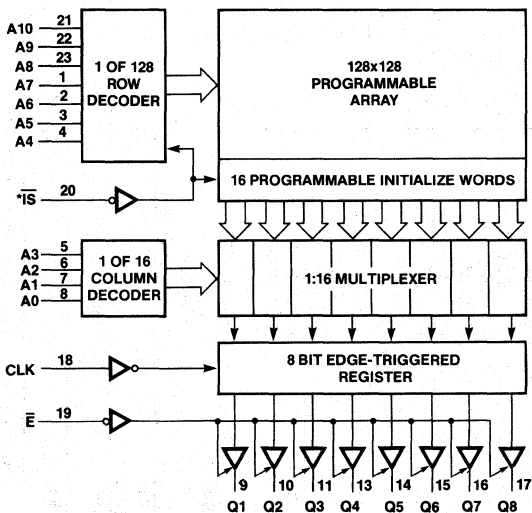 A10 21
A9 22
A8 23
A7 1
A6 2
A5 3
A4 4
1 OF 128
ROW
DECODER
128x128
PROGRAMMABLE
ARRAY
16 PROGRAMMABLE INITIALIZE WORDS
*IS 20
A3 5
A2 6
A1 7
A0 8
1 OF 16
COLUMN
DECODER
1:16 MULTIPLEXER
CLK 18
8 BIT EDGE-TRIGGERED
REGISTER
E 19
9 10 11 13 14 15 16 17
Q1 Q2 Q3 Q4 Q5 Q6 Q7 Q8